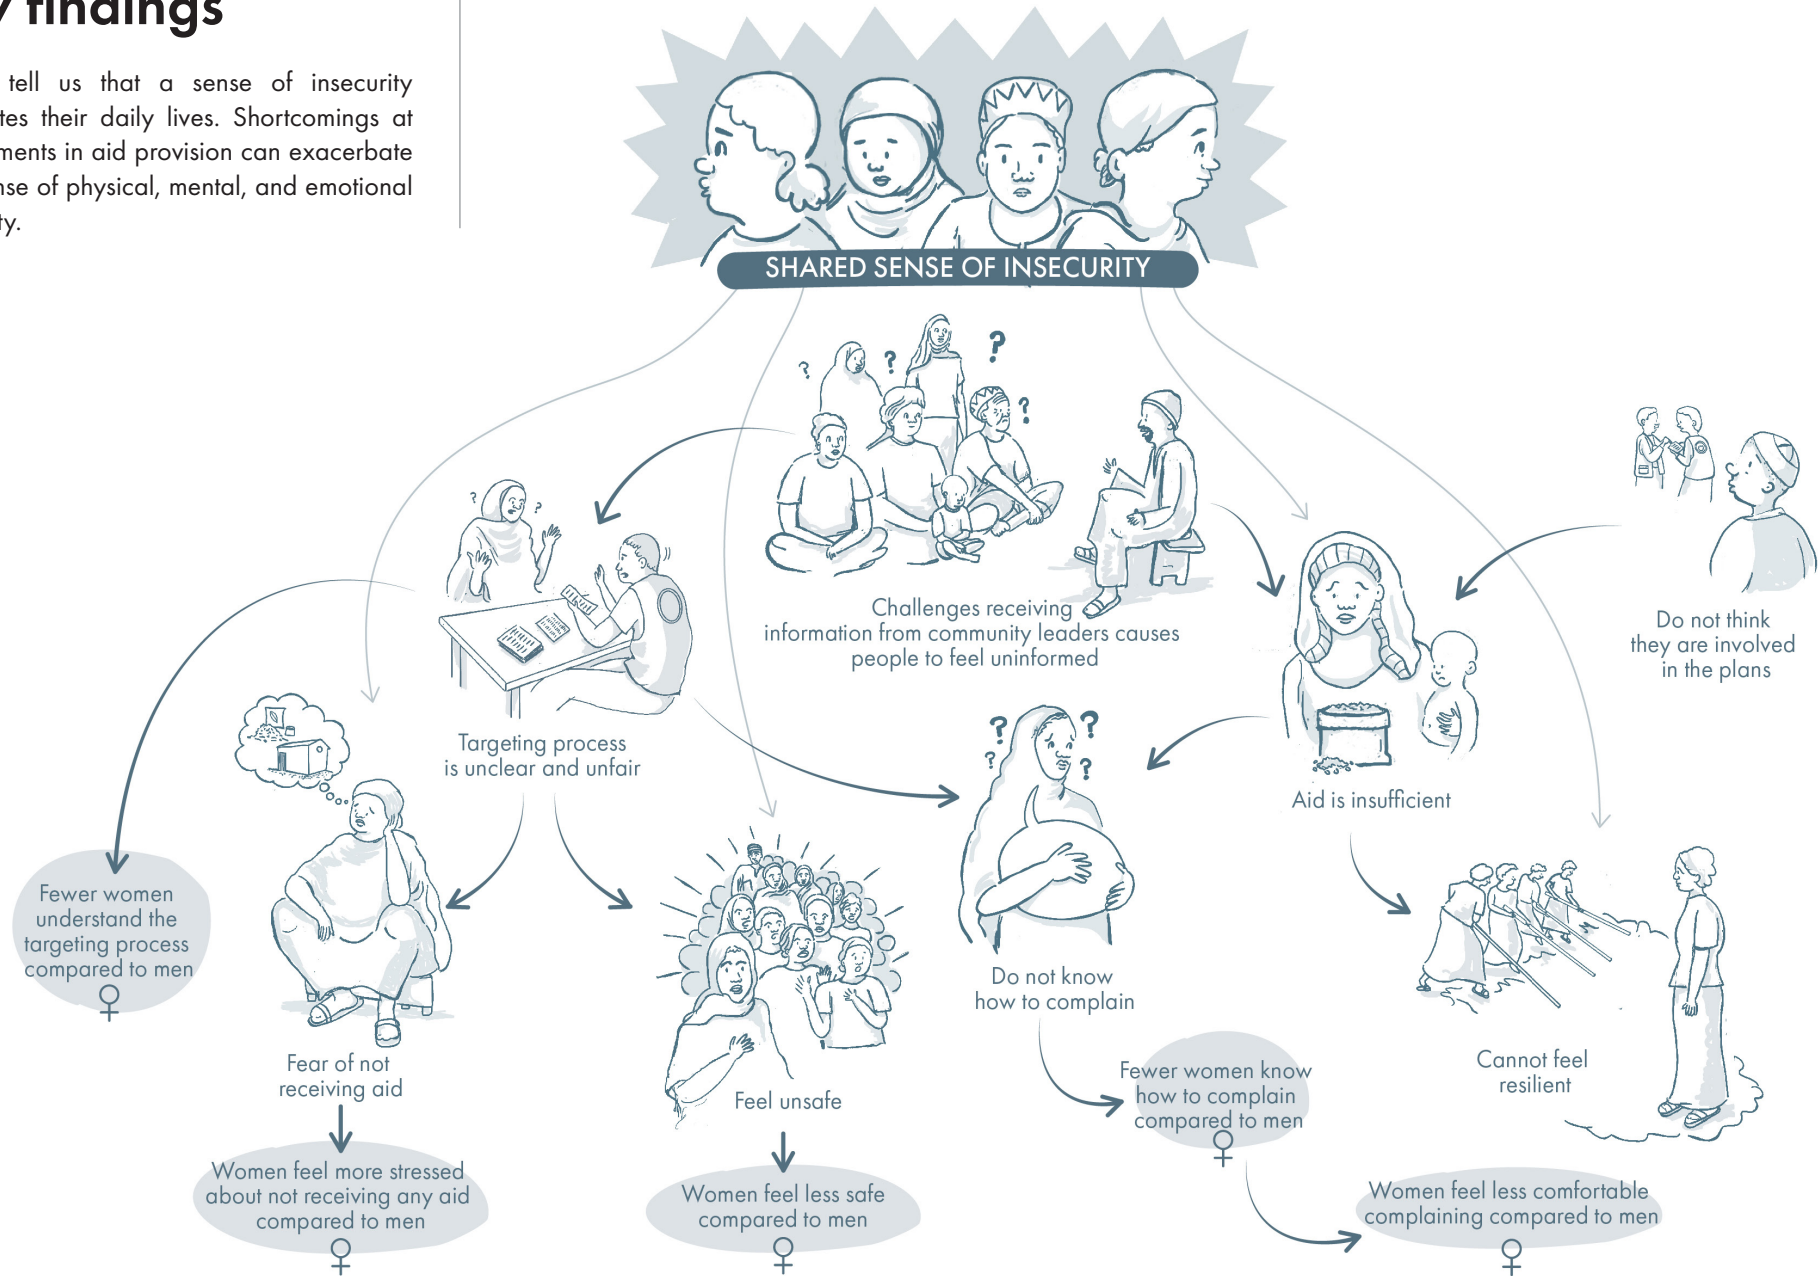 findings
tell us that a sense of insecurity
their daily lives. Shortcomings at
in aid provision can exacerbate
of physical, mental, and emotional
SHARED SENSE OF INSECURITY
?
?
?
?
?
?
Challenges receiving
information from community leaders causes
people to feel uninformed
Do not think
they are involved
in the plans
Targeting process
is unclear and unfair
?
?
?
?
Aid is insufficient
Fewer women
understand the
targeting process
compared to men
Do not know
how to complain
Fear of not
receiving aid
Feel unsafe
Fewer women know
how to complain
compared to men
Cannot feel
resilient
Women feel more stressed
about not receiving any aid
compared to men
Women feel less safe
compared to men
Women feel less comfortable
complaining compared to men